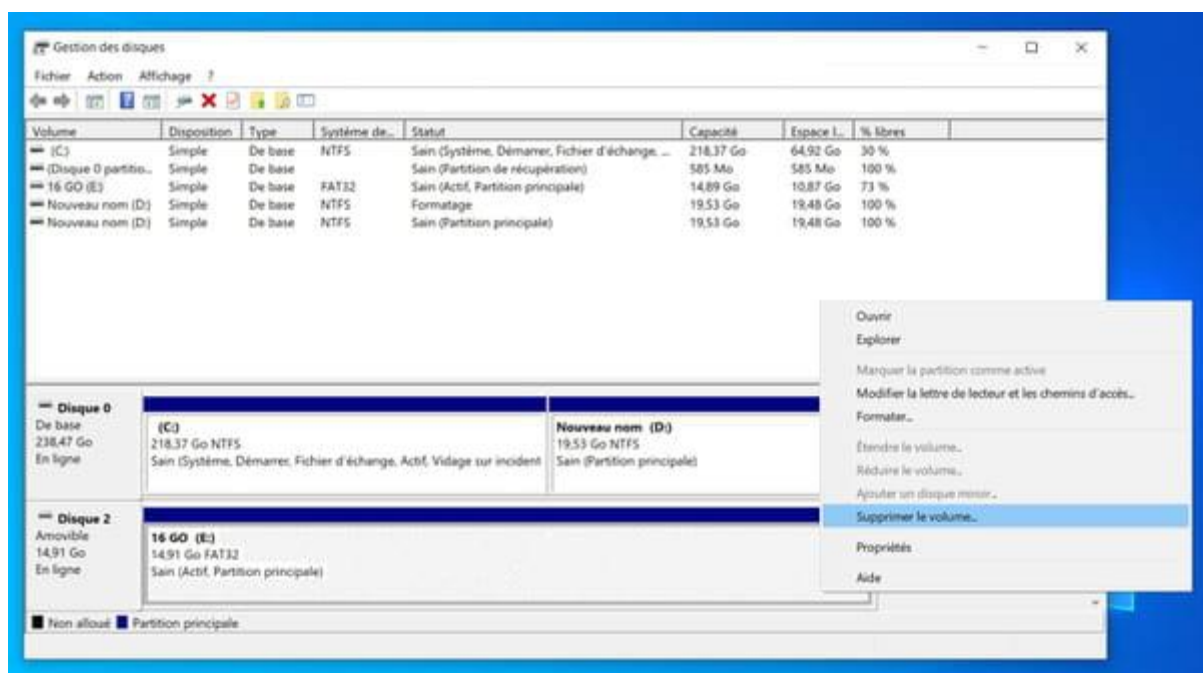 Gestion des disques
Fichier Action Affichage ?
Volume Disposition Type Système de... Statut Capacité Espace l... % libres
(C:) Simple De base NTFS Sain (Système, Démarrer, Fichier d'échange, ... 218,37 Go 64,92 Go 30 %
(Disque 0 partitio... Simple De base Sain (Partition de récupération) 585 Mo 585 Mo 100 %
16 GO (E:) Simple De base FAT32 Sain (Actif, Partition principale) 14,89 Go 10,87 Go 73 %
Nouveau nom (D:) Simple De base NTFS Formatage 19,53 Go 19,48 Go 100 %
Nouveau nom (D:) Simple De base NTFS Sain (Partition principale) 19,53 Go 19,48 Go 100 %
Ouvrir
Explorer
Marquer la partition comme active
Modifier la lettre de lecteur et les chemins d'accès...
Formater...
Étendre le volume...
Réduire le volume...
Ajouter un disque miroir...
Supprimer le volume...
Propriétés
Aide
Disque 0
De base
238,47 Go
En ligne
(C:)
218,37 Go NTFS
Sain (Système, Démarrer, Fichier d'échange, Actif, Vidage sur incident
Nouveau nom (D:)
19,53 Go NTFS
Sain (Partition principale)
Disque 2
Amovible
14,91 Go
En ligne
16 GO (E:)
14,91 Go FAT32
Sain (Actif, Partition principale)
Non alloué Partition principale